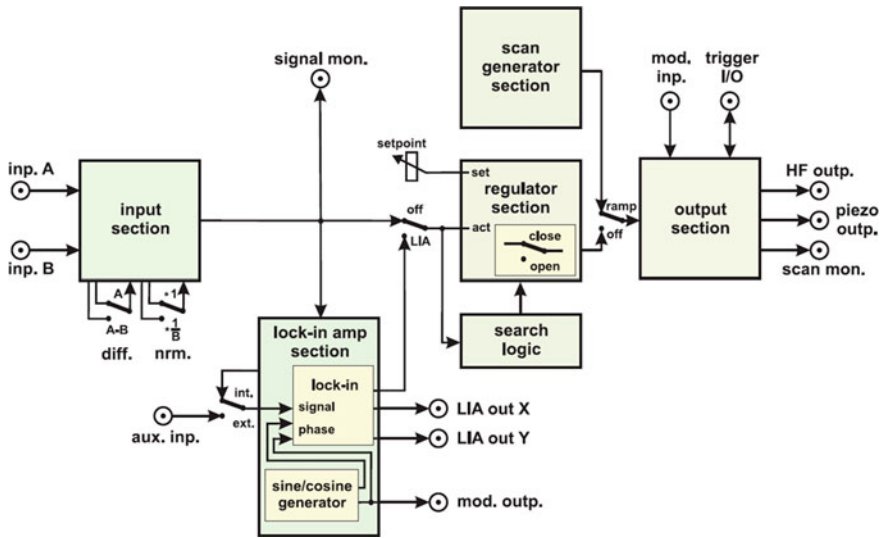 signal mon.
scan
generator
section
mod.
inp.
trigger
I/O
inp. A
inp. B
input
section
A
A-B
diff.
*1
*1/B
nrm.
setpoint
set
regulator
section
off
LIA
act
close
open
ramp
off
output
section
HF outp.
piezo
outp.
scan mon.
search
logic
lock-in amp
section
lock-in
signal
phase
int.
ext.
aux. inp.
LIA out X
LIA out Y
sine/cosine
generator
mod. outp.